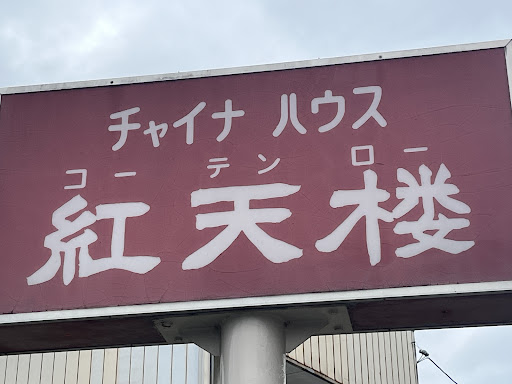 チャイナ ハウス
コーテンロー
紅天楼